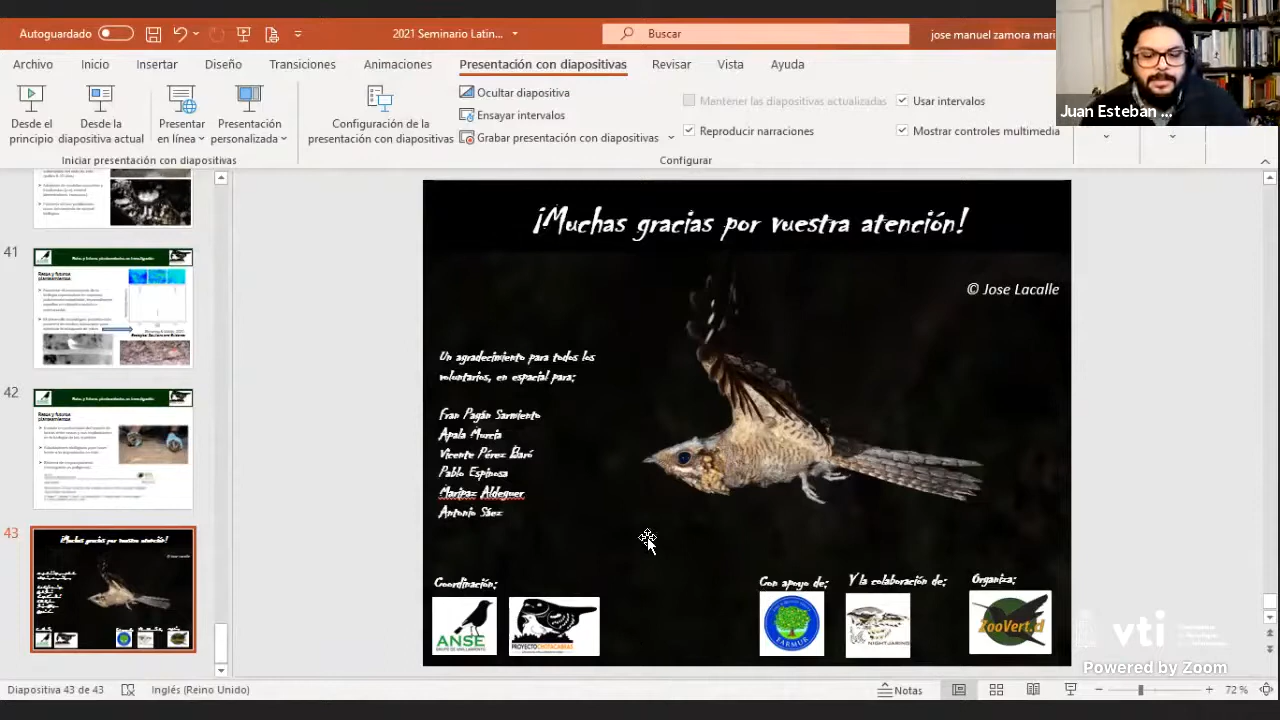 Autoguardado
2021 Seminario Latin...
Buscar
jose manuel zamora mari
Archivo
Inicio
Insertar
Diseño
Transiciones
Animaciones
Presentación con diapositivas
Revisar
Vista
Ayuda
Juan Esteban ...
Desde el principio
Desde la diapositiva actual
Presentar en línea
Presentación personalizada
Configuración de la presentación con diapositivas
Ocultar diapositiva
Ensayar intervalos
Grabar presentación con diapositivas
Mantener las diapositivas actualizadas
Usar intervalos
Reproducir narraciones
Mostrar controles multimedia
Iniciar presentación con diapositivas
Configurar
41
42
43
¡Muchas gracias por vuestra atención!
© Jose Lacalle
Un agradecimiento para todos los
voluntarios, en espacial para;
Fran Pagán Sarmiento
Apala Murcia
Vicente Pérez
Pablo Espinosa
Antonio Sáez
Coordinación:
Con apoyo de:
Y la colaboración de:
Organiza:
ANSE
PROYECTO CHOTACABRAS
NIGHTJARING
ZooVert.cl
vti
Powered by Zoom
Diapositiva 43 de 43
Inglés (Reino Unido)
Notas
72 %